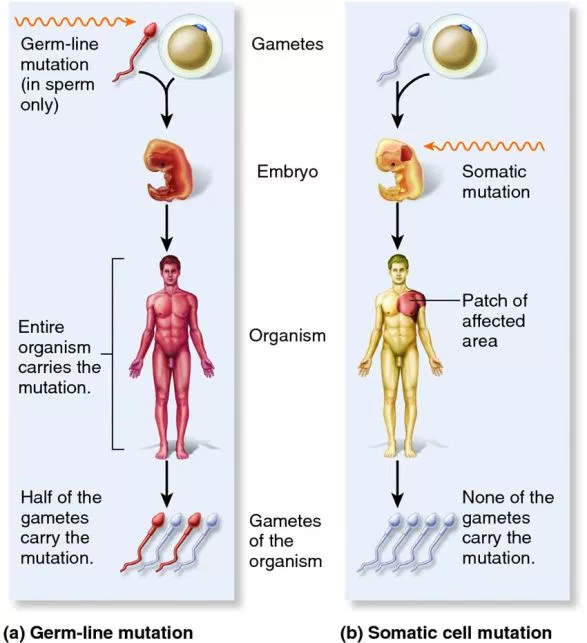 Germ-line
mutation
(in sperm
only)
Gametes
Embryo
Somatic
mutation
Entire
organism
carries the
mutation.
Organism
Patch of
affected
area
Half of the
gametes
carry the
mutation.
Gametes
of the
organism
None of the
gametes
carry the
mutation.
(a) Germ-line mutation
(b) Somatic cell mutation